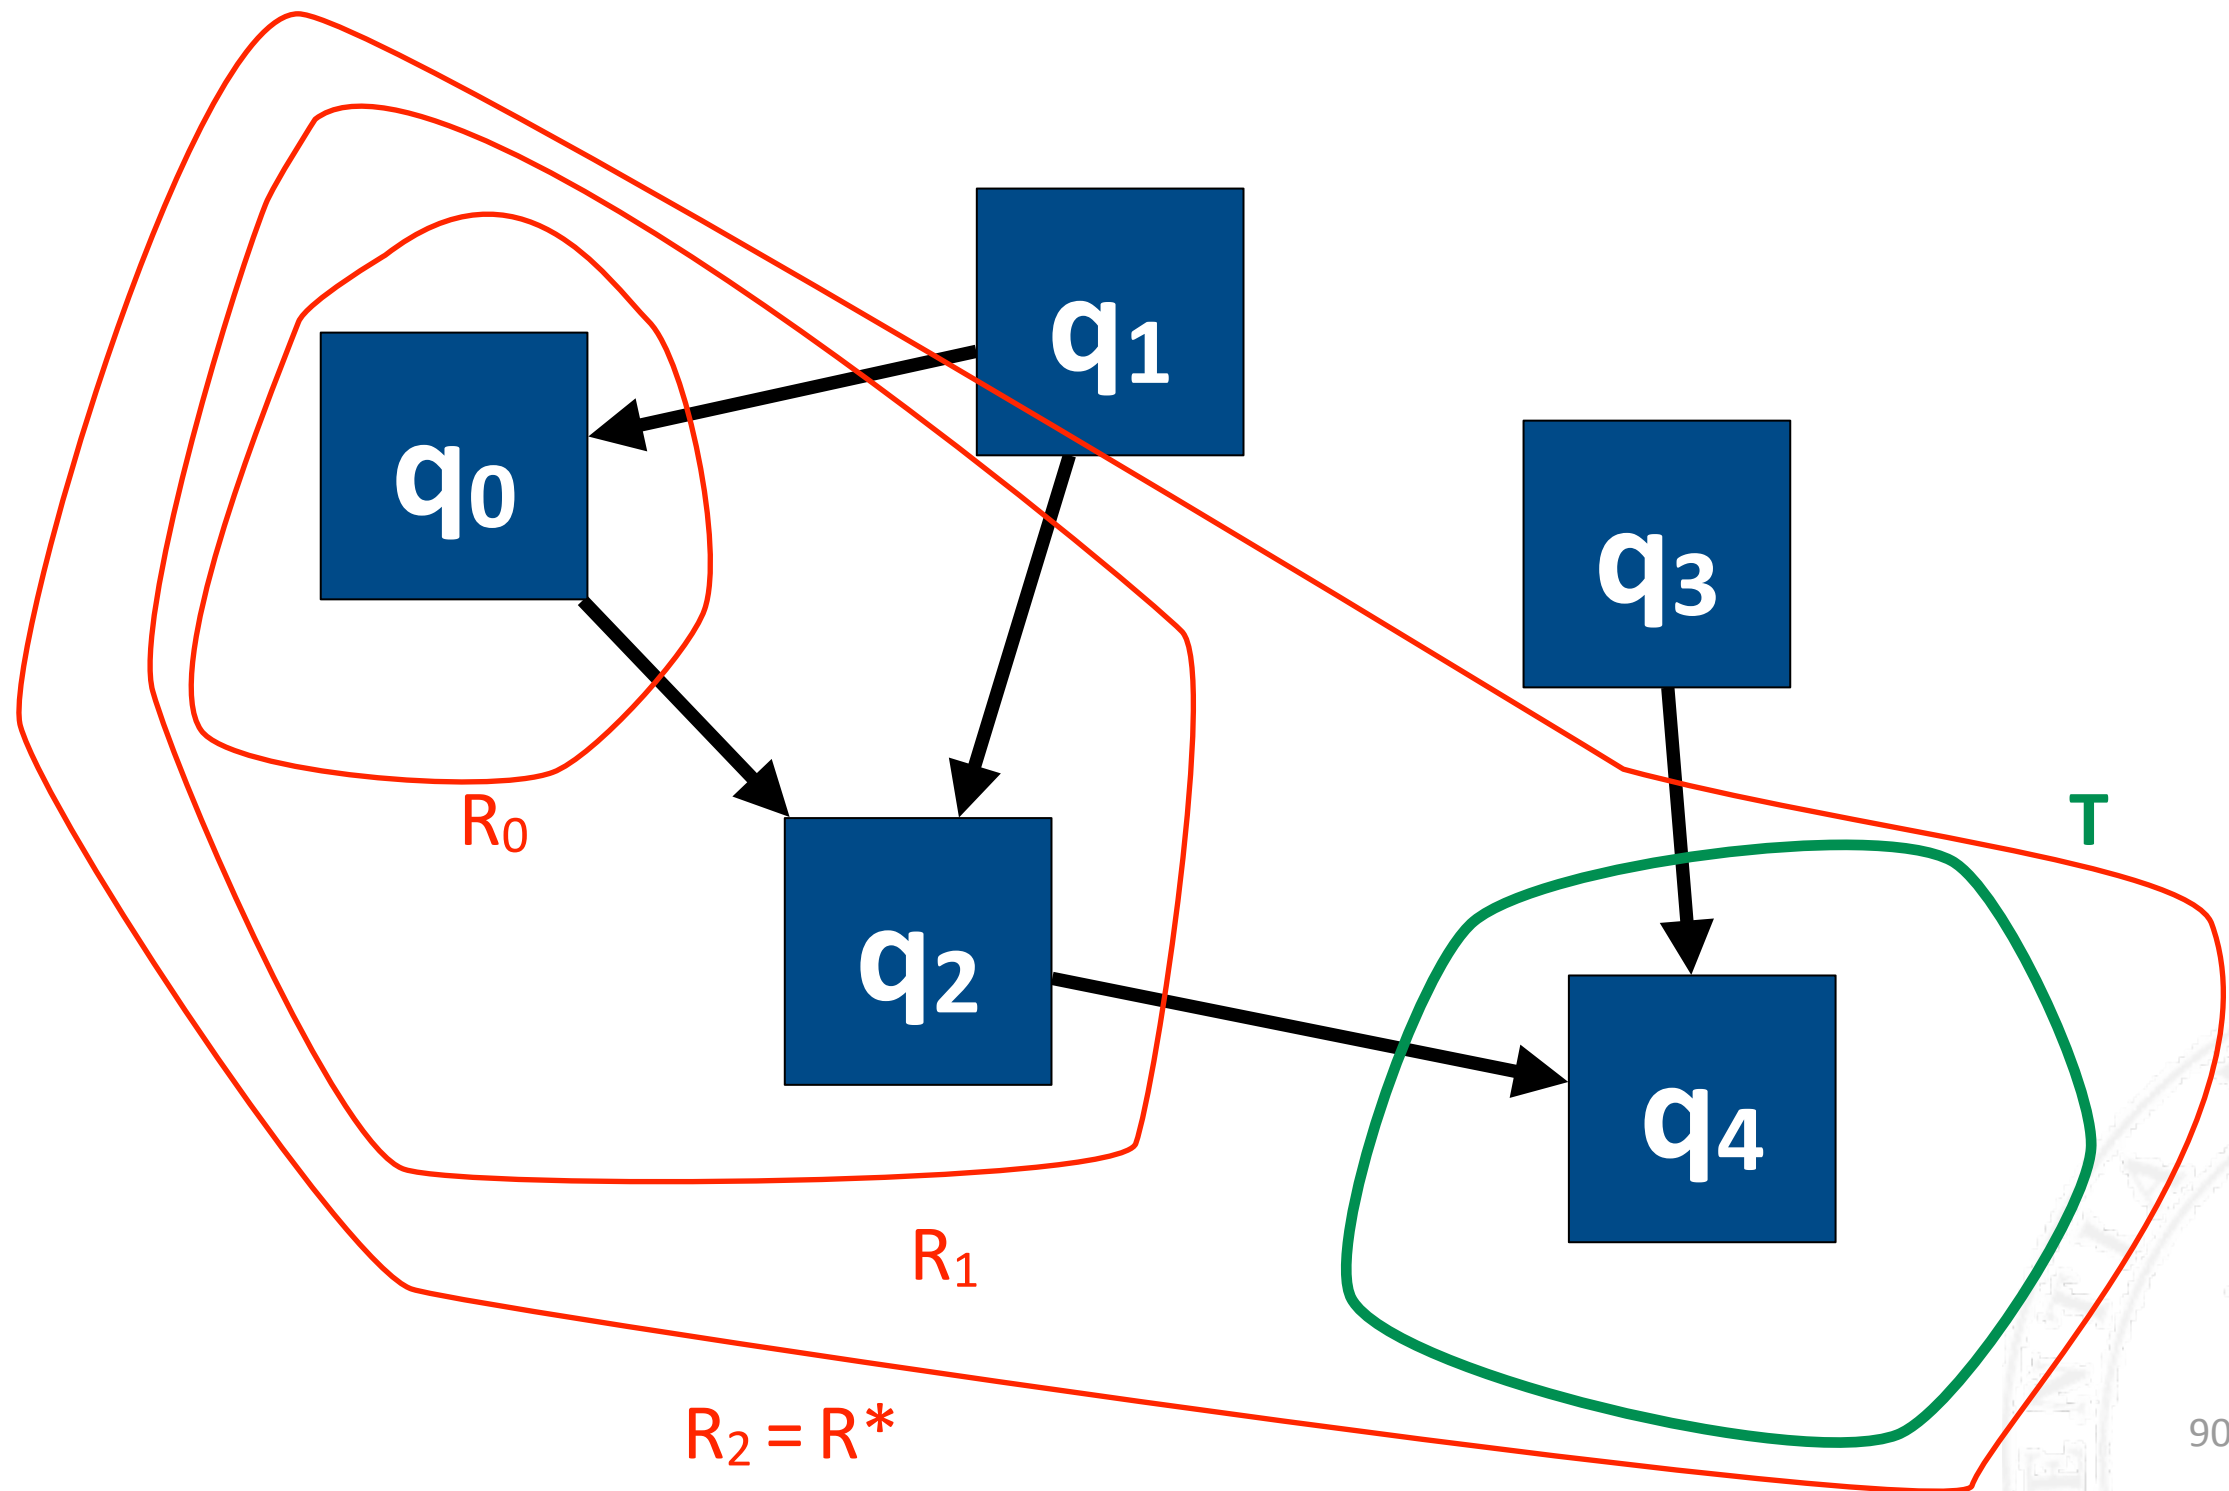 q₁
q₀
q₃
R₀
T
q₂
q₄
R₁
R₂ = R*
90